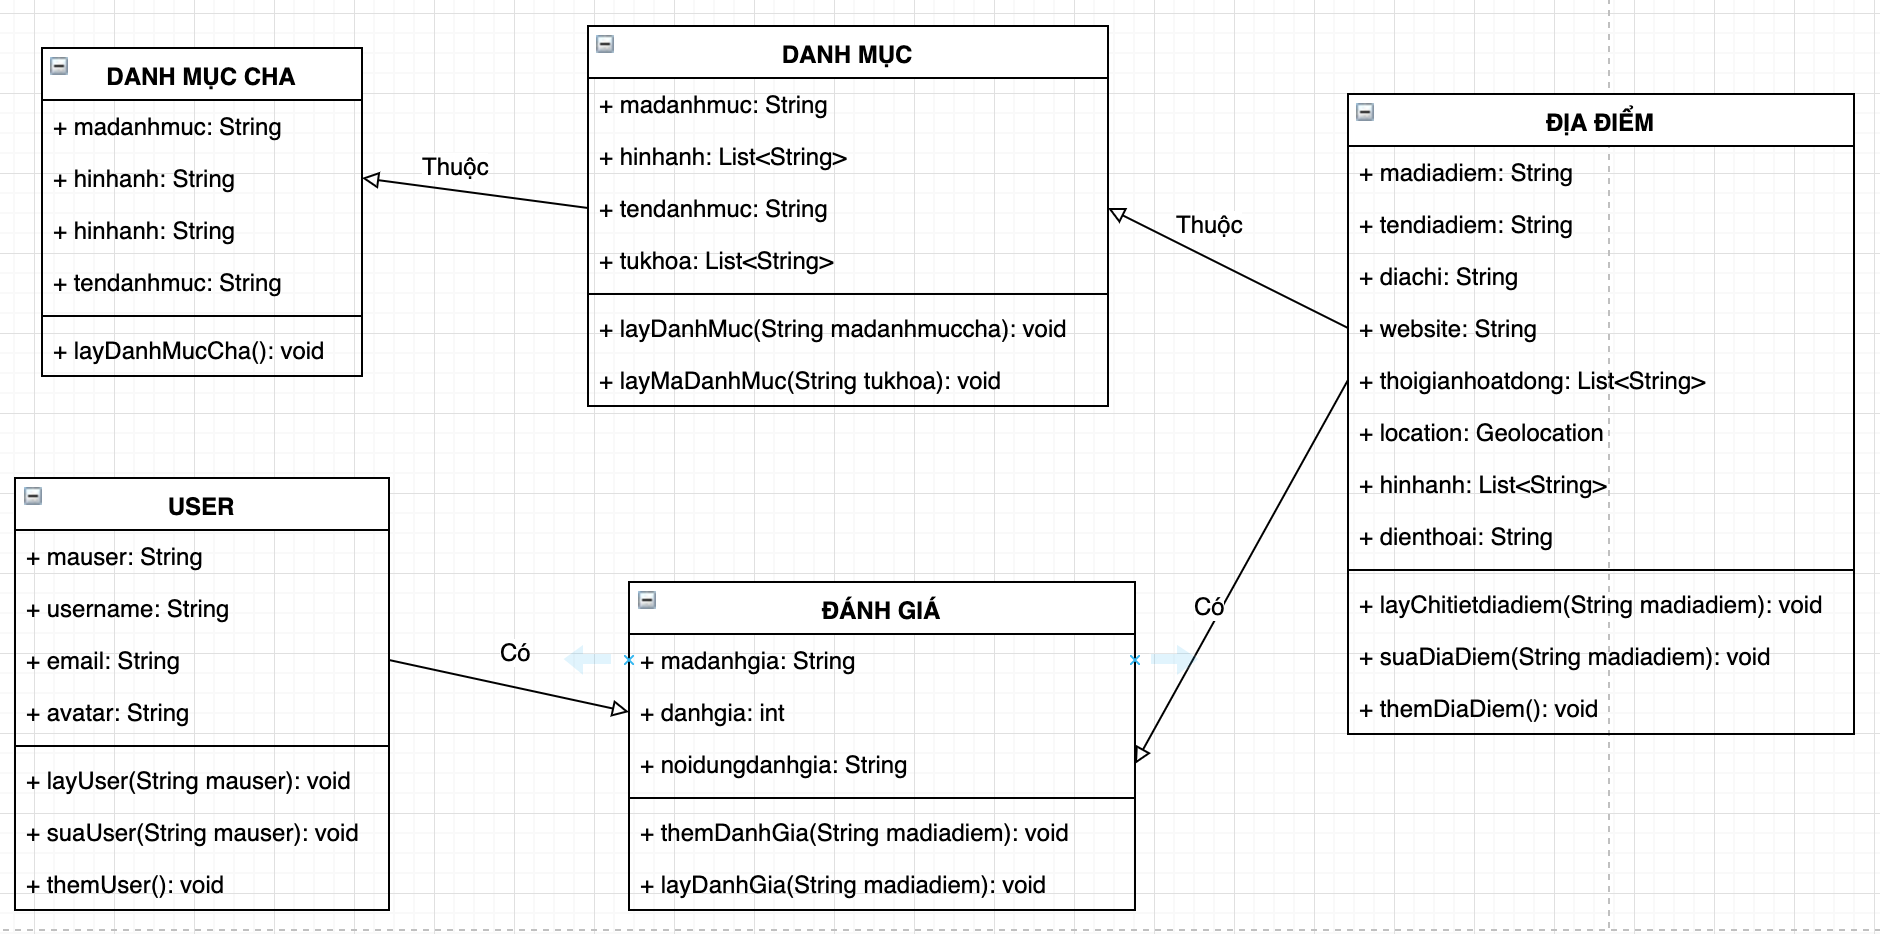 DANH MỤC CHA
+ madanhmuc: String
+ hinhanh: String
+ hinhanh: String
+ tendanhmuc: String
+ layDanhMucCha(): void
Thuộc
DANH MỤC
+ madanhmuc: String
+ hinhanh: List<String>
+ tendanhmuc: String
+ tukhoa: List<String>
+ layDanhMuc(String madanhmuccha): void
+ layMaDanhMuc(String tukhoa): void
Thuộc
ĐỊA ĐIỂM
+ madiadiem: String
+ tendiadiem: String
+ diachi: String
+ website: String
+ thoigianhoatdong: List<String>
+ location: Geolocation
+ hinhanh: List<String>
+ dienthoai: String
+ layChitietdiadiem(String madiadiem): void
+ suaDiaDiem(String madiadiem): void
+ themDiaDiem(): void
USER
+ mauser: String
+ username: String
+ email: String
+ avatar: String
+ layUser(String mauser): void
+ suaUser(String mauser): void
+ themUser(): void
Có
ĐÁNH GIÁ
+ madanhgia: String
+ danhgia: int
+ noidungdanhgia: String
+ themDanhGia(String madiadiem): void
+ layDanhGia(String madiadiem): void
Có